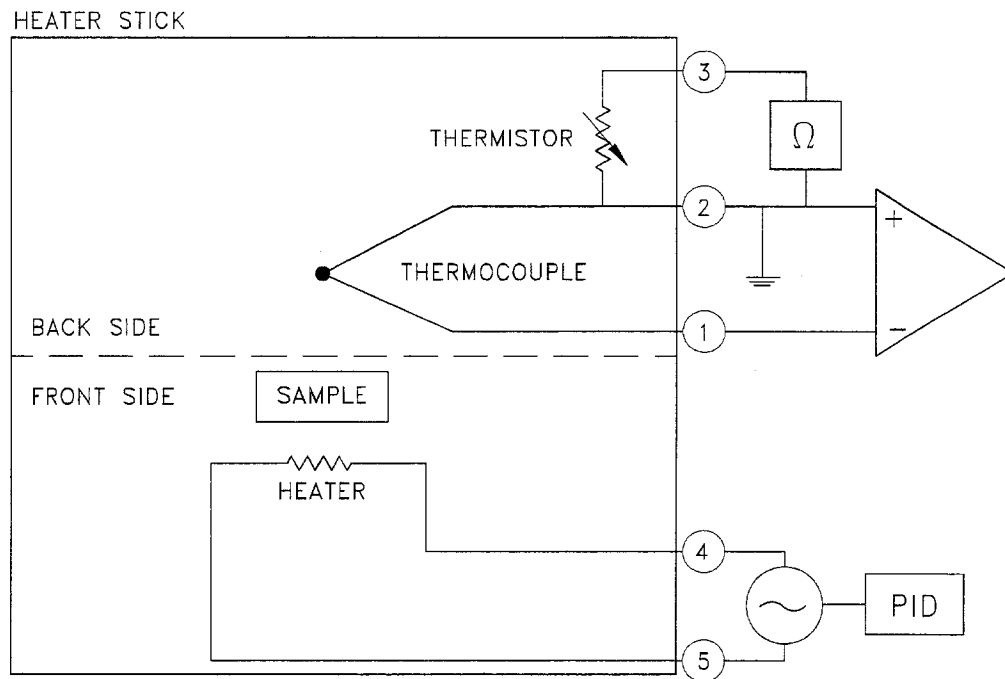 HEATER STICK
3
THERMISTOR
Ω
2
+
THERMOCOUPLE
BACK SIDE
1
−
FRONT SIDE
SAMPLE
HEATER
4
PID
5